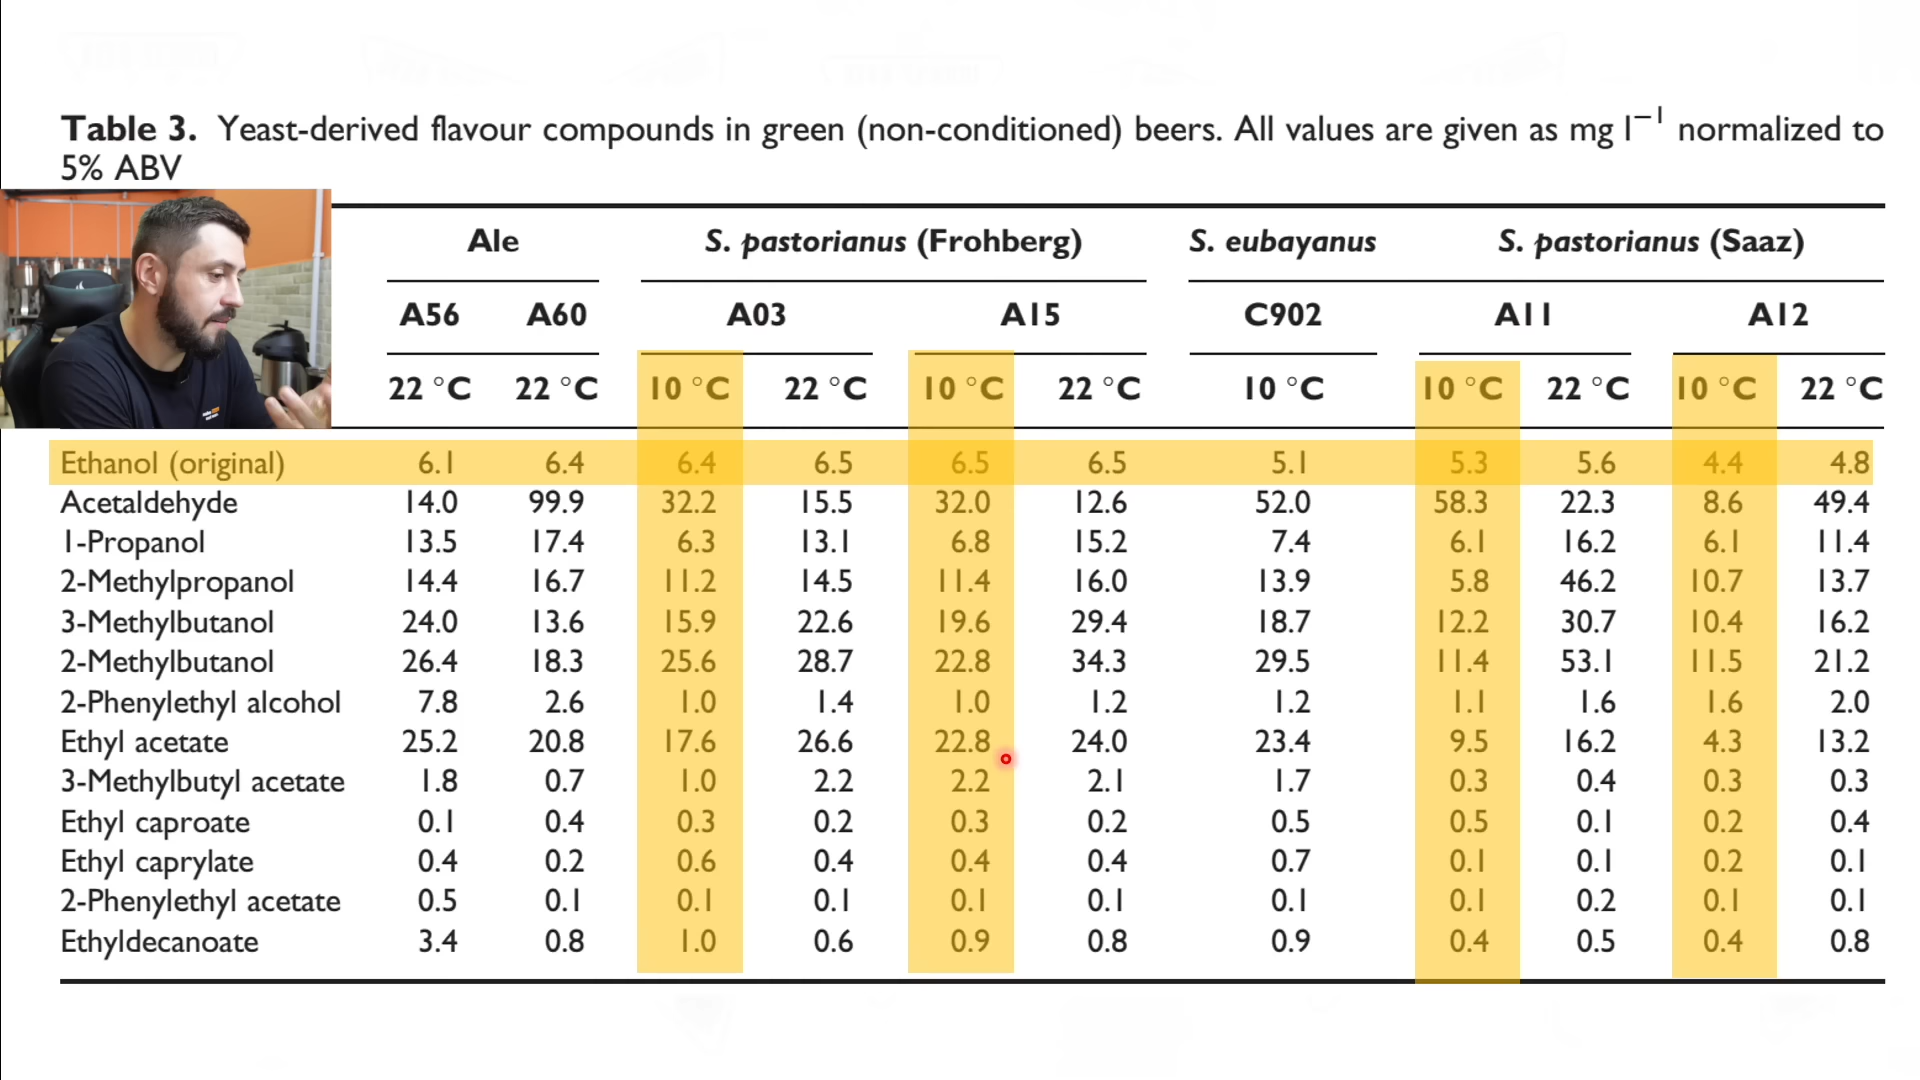 Table 3. Yeast-derived flavour compounds in green (non-conditioned) beers. All values are given as mg l⁻¹ normalized to
5% ABV
Ale S. pastorianus (Frohberg) S. eubayanus S. pastorianus (Saaz)
A56 A60 A03 A15 C902 A11 A12
22 °C 22 °C 10 °C 22 °C 10 °C 22 °C 10 °C 10 °C 22 °C 10 °C 22 °C
Ethanol (original) 6.1 6.4 6.4 6.5 6.5 6.5 5.1 5.3 5.6 4.4 4.8
Acetaldehyde 14.0 99.9 32.2 15.5 32.0 12.6 52.0 58.3 22.3 8.6 49.4
1-Propanol 13.5 17.4 6.3 13.1 6.8 15.2 7.4 6.1 16.2 6.1 11.4
2-Methylpropanol 14.4 16.7 11.2 14.5 11.4 16.0 13.9 5.8 46.2 10.7 13.7
3-Methylbutanol 24.0 13.6 15.9 22.6 19.6 29.4 18.7 12.2 30.7 10.4 16.2
2-Methylbutanol 26.4 18.3 25.6 28.7 22.8 34.3 29.5 11.4 53.1 11.5 21.2
2-Phenylethyl alcohol 7.8 2.6 1.0 1.4 1.0 1.2 1.2 1.1 1.6 1.6 2.0
Ethyl acetate 25.2 20.8 17.6 26.6 22.8 24.0 23.4 9.5 16.2 4.3 13.2
3-Methylbutyl acetate 1.8 0.7 1.0 2.2 2.2 2.1 1.7 0.3 0.4 0.3 0.3
Ethyl caproate 0.1 0.4 0.3 0.2 0.3 0.2 0.5 0.5 0.1 0.2 0.4
Ethyl caprylate 0.4 0.2 0.6 0.4 0.4 0.4 0.7 0.1 0.1 0.2 0.1
2-Phenylethyl acetate 0.5 0.1 0.1 0.1 0.1 0.1 0.1 0.1 0.2 0.1 0.1
Ethyldecanoate 3.4 0.8 1.0 0.6 0.9 0.8 0.9 0.4 0.5 0.4 0.8